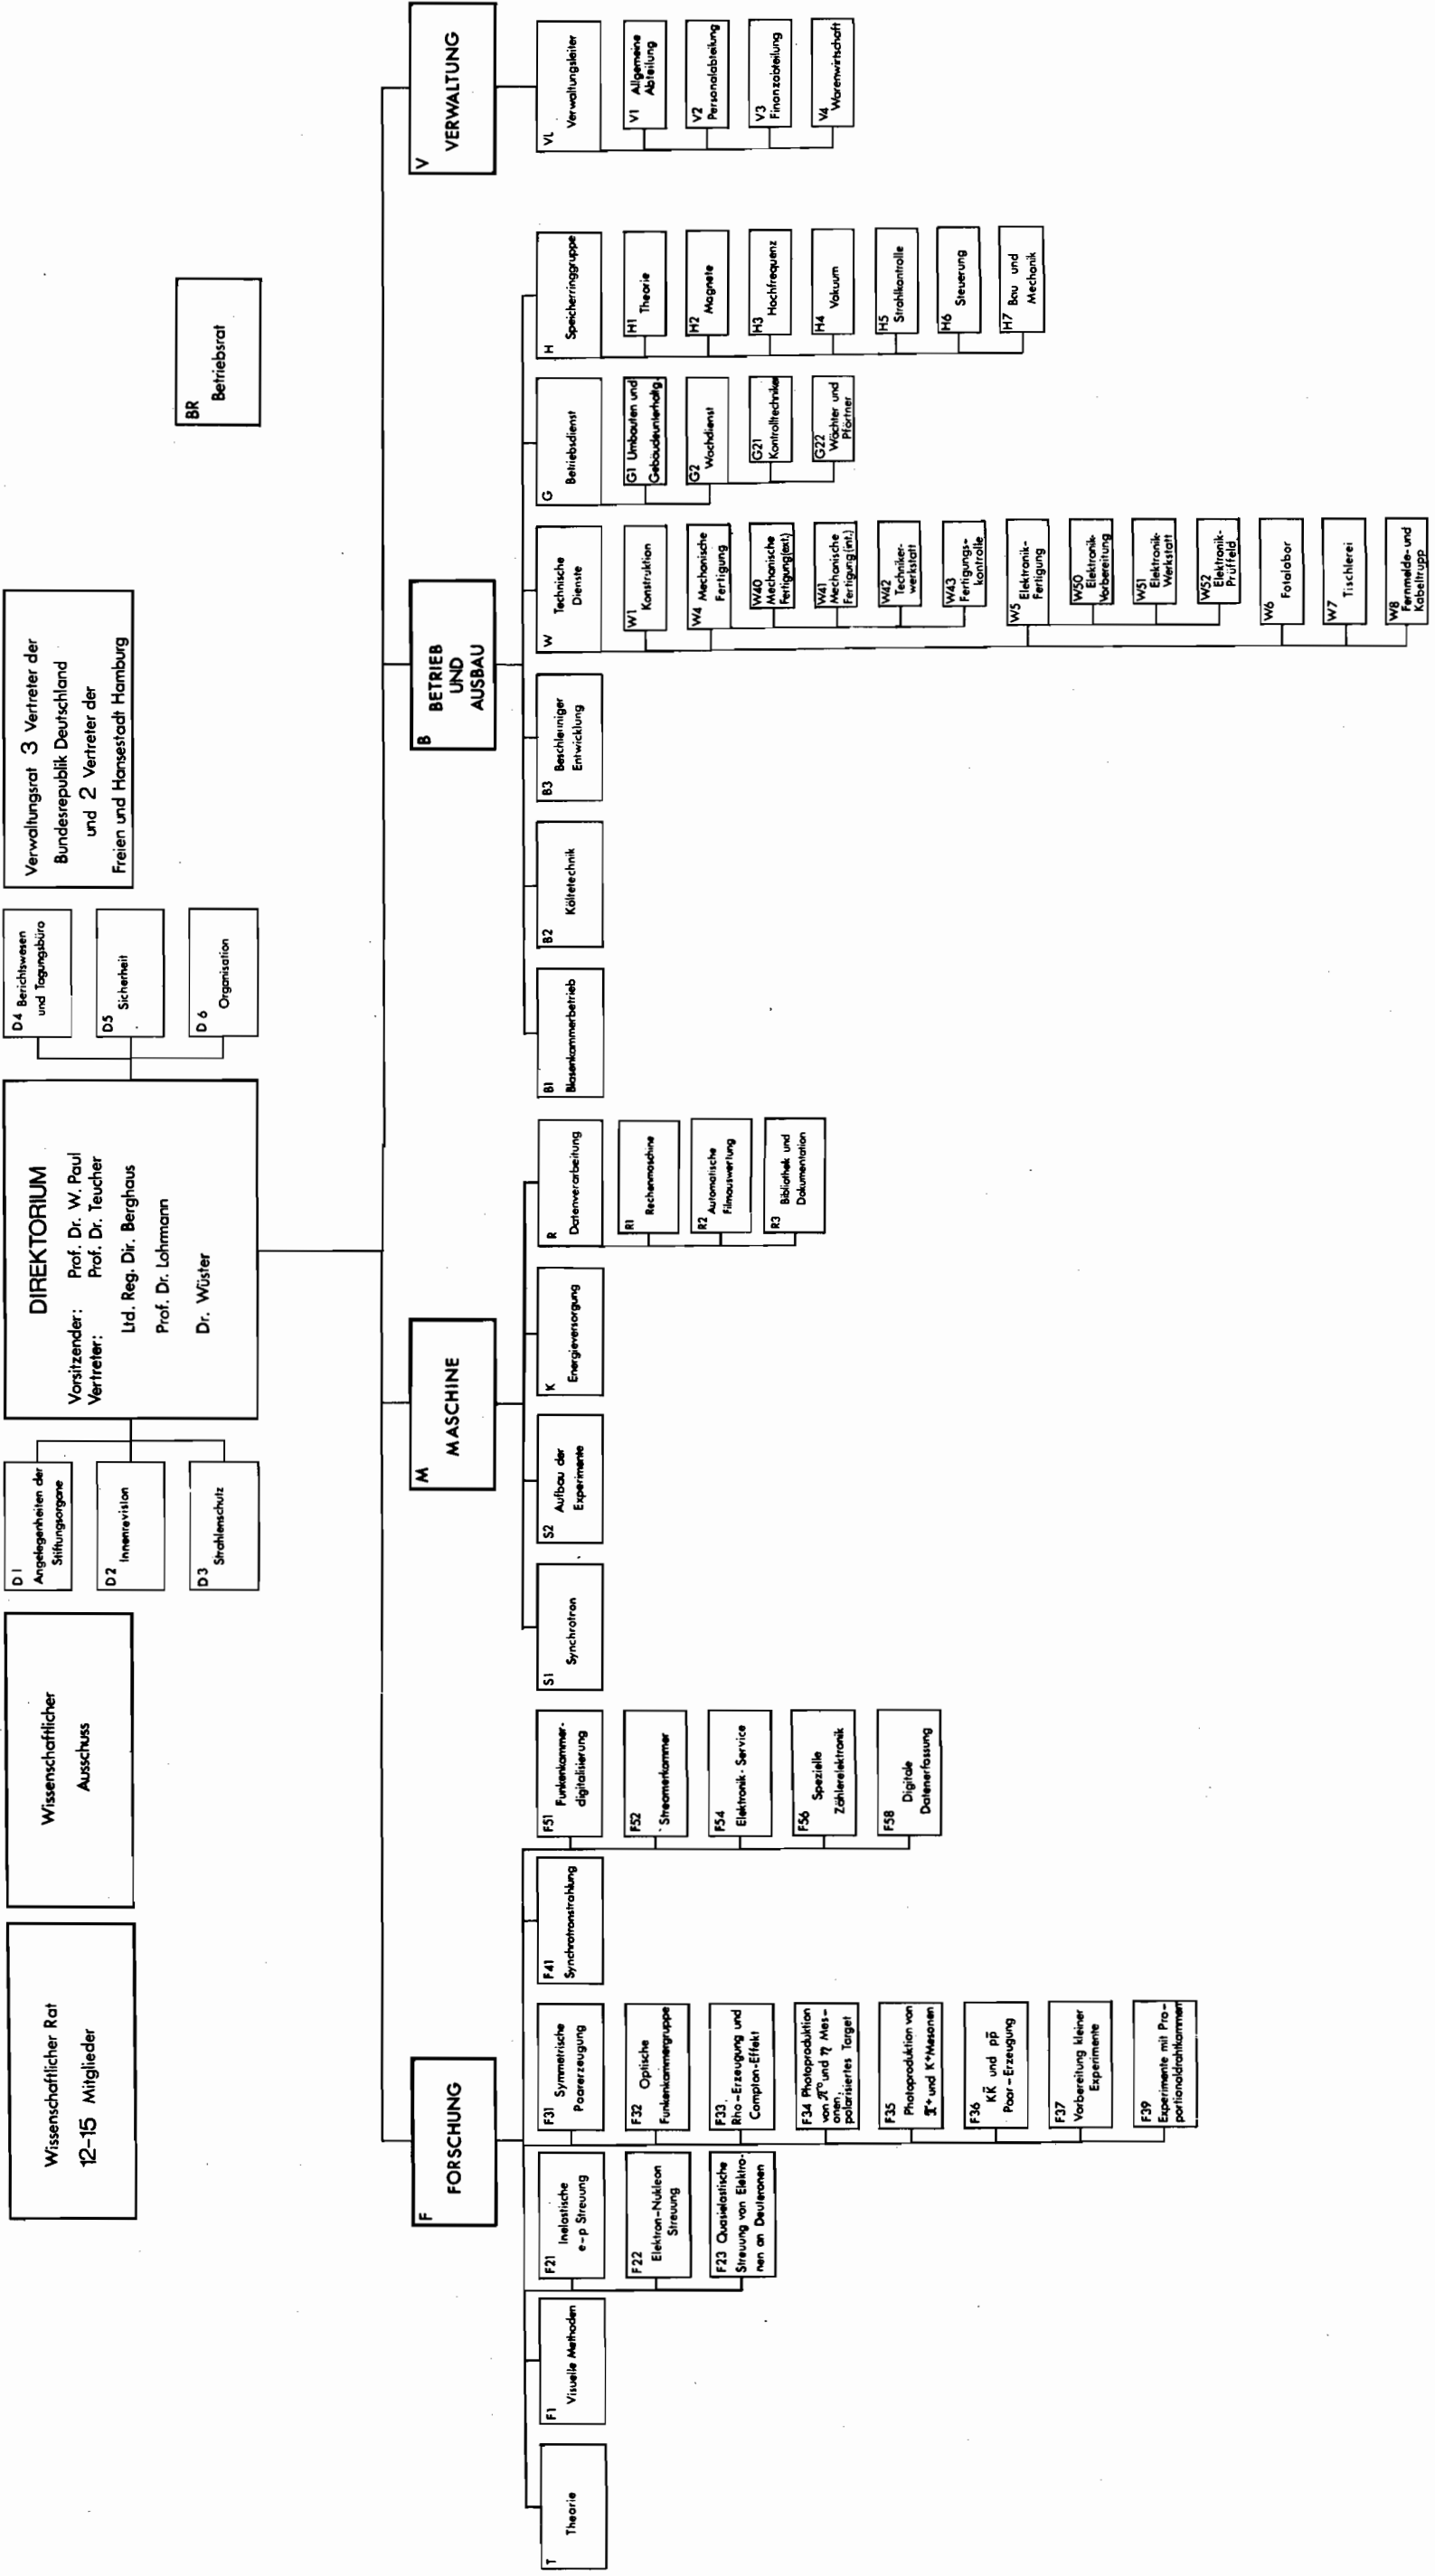 Wissenschaftlicher Rat
12-15 Mitglieder
Wissenschaftlicher
Ausschuss
D1
Angelegenheiten der
Stiftungsorgane
D2
Innenrevision
D3
Strahlenschutz
DIREKTORIUM
Vorsitzender: Prof. Dr. W. Paul
Vertreter: Prof. Dr. Teucher
Ltd. Reg. Dir. Berghaus
Prof. Dr. Lohrmann
Dr. Wüster
D4 Berichtswesen
und Tagungsbüro
D5
Sicherheit
D6
Organisation
Verwaltungsrat 3 Vertreter der
Bundesrepublik Deutschland
und 2 Vertreter der
Freien und Hansestadt Hamburg
BR
Betriebsrat
F
FORSCHUNG
M
MASCHINE
B
BETRIEB
UND
AUSBAU
V
VERWALTUNG
T
Theorie
F1
Visuelle Methoden
F21
Inelastische
e-p Streuung
F22
Elektron-Nukleon
Streuung
F23 Quasielastische
Streuung von Elektro-
nen an Deuteronen
F31 Symmetrische
Paarerzeugung
F32 Optische
Funkenkammergruppe
F33.
Rho-Erzeugung und
Compton-Effekt
F34 Photoproduktion
von π° und η Mes-
onen;
polarisiertes Target
F35
Photoproduktion von
π⁺ und K⁺Mesonen
F36
KK̄ und pp̄
Paar-Erzeugung
F37
Vorbereitung kleiner
Experimente
F39
Experimente mit Pro-
portionaldrahtkammern
F41
Synchrotronstrahlung
F51 Funkenkammer-
digitalisierung
F52
Streamerkammer
F54
Elektronik-Service
F56
Spezielle
Zählerelektronik
F58
Digitale
Datenerfassung
S1
Synchrotron
S2
Aufbau der
Experimente
K
Energieversorgung
R
Datenverarbeitung
R1
Rechenmaschine
R2 Automatische
Filmauswertung
R3 Bibliothek und
Dokumentation
B1
Blasenkammerbetrieb
B2
Kältetechnik
B3 Beschleuniger
Entwicklung
W Technische
Dienste
W1
Konstruktion
W4 Mechanische
Fertigung
W40
Mechanische
Fertigung(ext.)
W41
Mechanische
Fertigung(int.)
W42
Techniker-
werkstatt
W43
Fertigungs-
kontrolle
W5 Elektronik-
Fertigung
W50
Elektronik-
Vorbereitung
W51
Elektronik-
Werkstatt
W52
Elektronik-
Prüffeld
W6
Fotolabor
W7
Tischlerei
W8
Fernmelde-und
Kabeltrupp
G
Betriebsdienst
G1 Umbauten und
Gebäudeunterhaltg.
G2
Wachdienst
G21
Kontrolltechniker
G22
Wächter und
Pförtner
H
Speicherringgruppe
H1
Theorie
H2
Magnete
H3
Hochfrequenz
H4
Vakuum
H5
Strahlkontrolle
H6
Steuerung
H7 Bau und
Mechanik
VL
Verwaltungsleiter
V1 Allgemeine
Abteilung
V2
Personalabteilung
V3
Finanzabteilung
V4
Warenwirtschaft